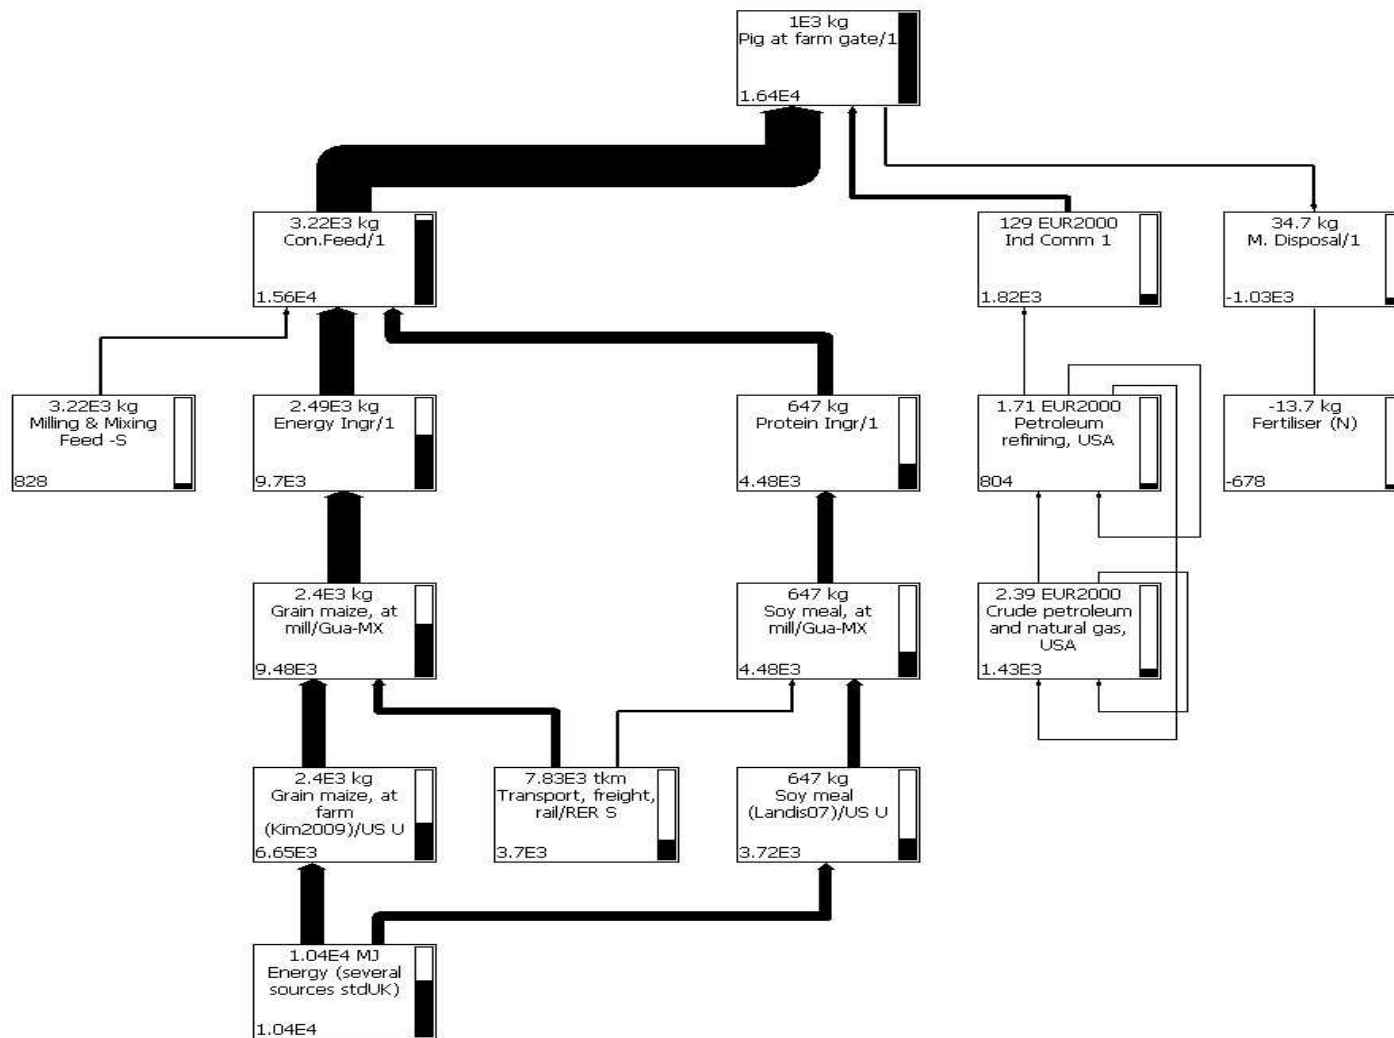 1E3 kg
Pig at farm gate/1
1.64E4
3.22E3 kg
Con.Feed/1
1.56E4
129 EUR2000
Ind Comm 1
1.82E3
34.7 kg
M. Disposal/1
-1.03E3
3.22E3 kg
Milling & Mixing
Feed -S
828
2.49E3 kg
Energy Ingr/1
9.7E3
647 kg
Protein Ingr/1
4.48E3
1.71 EUR2000
Petroleum
refining, USA
804
-13.7 kg
Fertiliser (N)
-678
2.4E3 kg
Grain maize, at
mill/Gua-MX
9.48E3
647 kg
Soy meal, at
mill/Gua-MX
4.48E3
2.39 EUR2000
Crude petroleum
and natural gas,
USA
1.43E3
2.4E3 kg
Grain maize, at
farm
(Kim2009)/US U
6.65E3
7.83E3 tkm
Transport, freight,
rail/RER S
3.7E3
647 kg
Soy meal
(Landis07)/US U
3.72E3
1.04E4 MJ
Energy (several
sources stdUK)
1.04E4